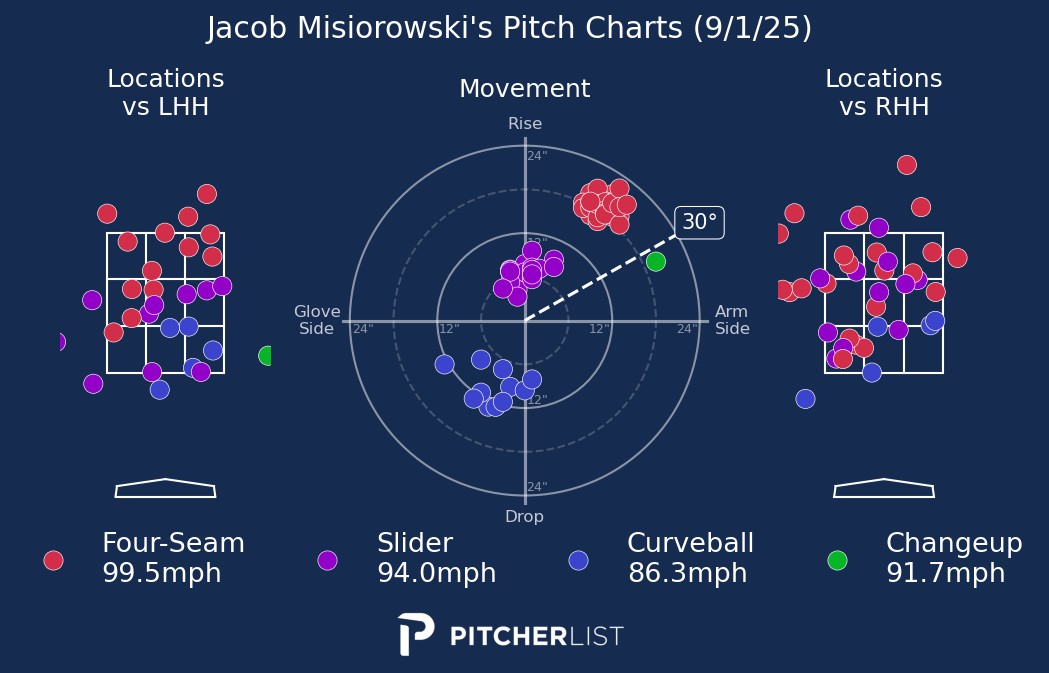 Jacob Misiorowski's Pitch Charts (9/1/25)
Locations
vs LHH
Movement
Locations
vs RHH
Rise
24"
12"
30°
Glove
Side
24"
12"
12"
24"
Arm
Side
12"
24"
Drop
Four-Seam
99.5mph
Slider
94.0mph
Curveball
86.3mph
Changeup
91.7mph
PITCHERLIST